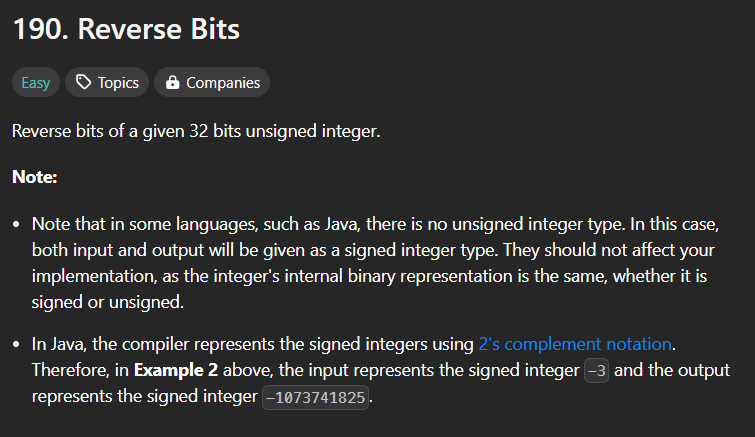 190. Reverse Bits
Easy Topics Companies
Reverse bits of a given 32 bits unsigned integer.
Note:
• Note that in some languages, such as Java, there is no unsigned integer type. In this case,
both input and output will be given as a signed integer type. They should not affect your
implementation, as the integer's internal binary representation is the same, whether it is
signed or unsigned.
• In Java, the compiler represents the signed integers using 2's complement notation.
Therefore, in Example 2 above, the input represents the signed integer -3 and the output
represents the signed integer -1073741825.